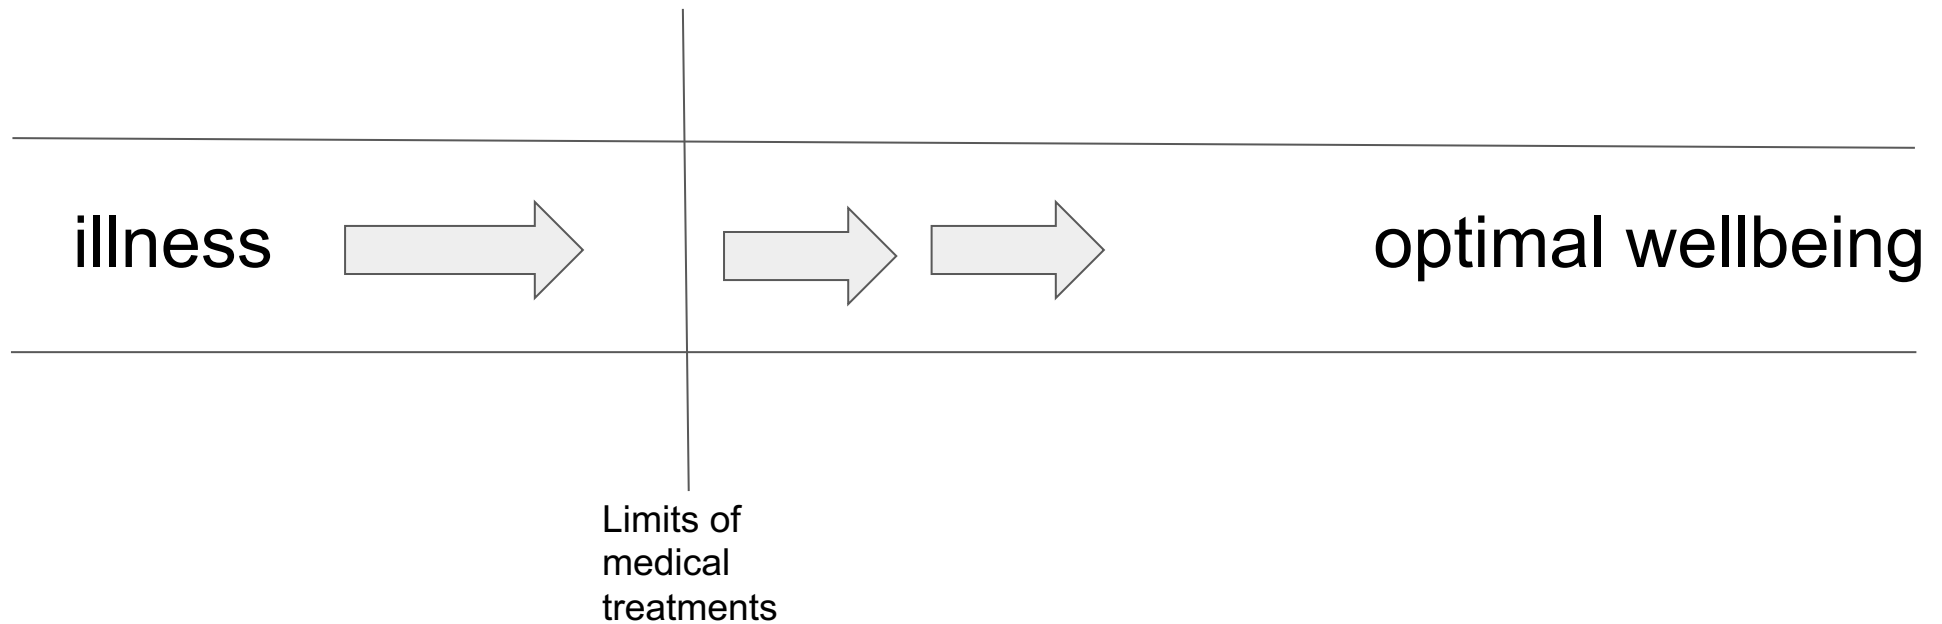 illness
optimal wellbeing
Limits of
medical
treatments